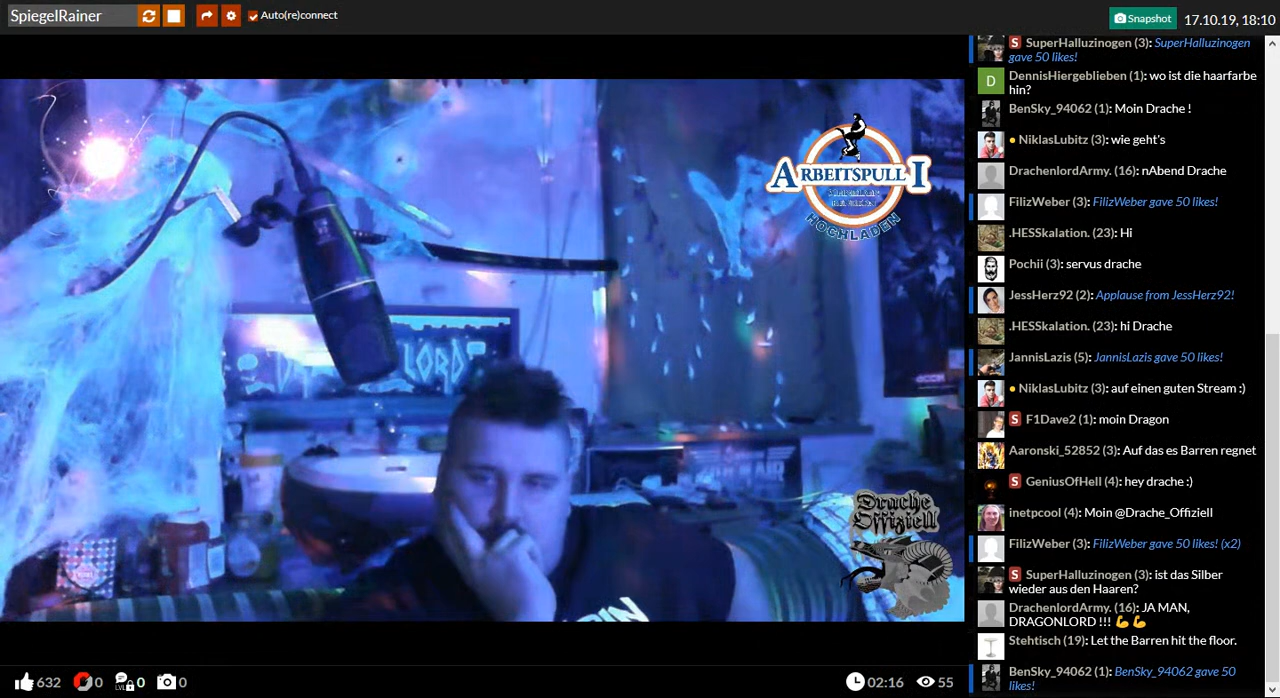 SpiegelRainer
Auto(re)connect
Snapshot
17.10.19, 18:10
ARBEITSPULLI
HOCHLADEN
LORD
Drache
Offiziell
SuperHalluzinogen (3): SuperHalluzinogen
gave 50 likes!
D
DennisHiergeblieben (1): wo ist die haarfarbe
hin?
BenSky_94062 (1): Moin Drache !
NiklasLubitz (3): wie geht's
DrachenlordArmy. (16): nAbend Drache
FilizWeber (3): FilizWeber gave 50 likes!
.HESSkalation. (23): Hi
Pochii (3): servus drache
JessHerz92 (2): Applause from JessHerz92!
.HESSkalation. (23): hi Drache
JannisLazis (5): JannisLazis gave 50 likes!
NiklasLubitz (3): auf einen guten Stream :)
S F1Dave2 (1): moin Dragon
Aaronski_52852 (3): Auf das es Barren regnet
S GeniusOfHell (4): hey drache :)
inetpcool (4): Moin @Drache_Offiziell
FilizWeber (3): FilizWeber gave 50 likes! (x2)
S SuperHalluzinogen (3): ist das Silber
wieder aus den Haaren?
DrachenlordArmy. (16): JA MAN,
DRAGONLORD !!! 💪 💪
Stehtisch (19): Let the Barren hit the floor.
BenSky_94062 (1): BenSky_94062 gave 50
likes!
632 0 LVL 0 0
02:16 55